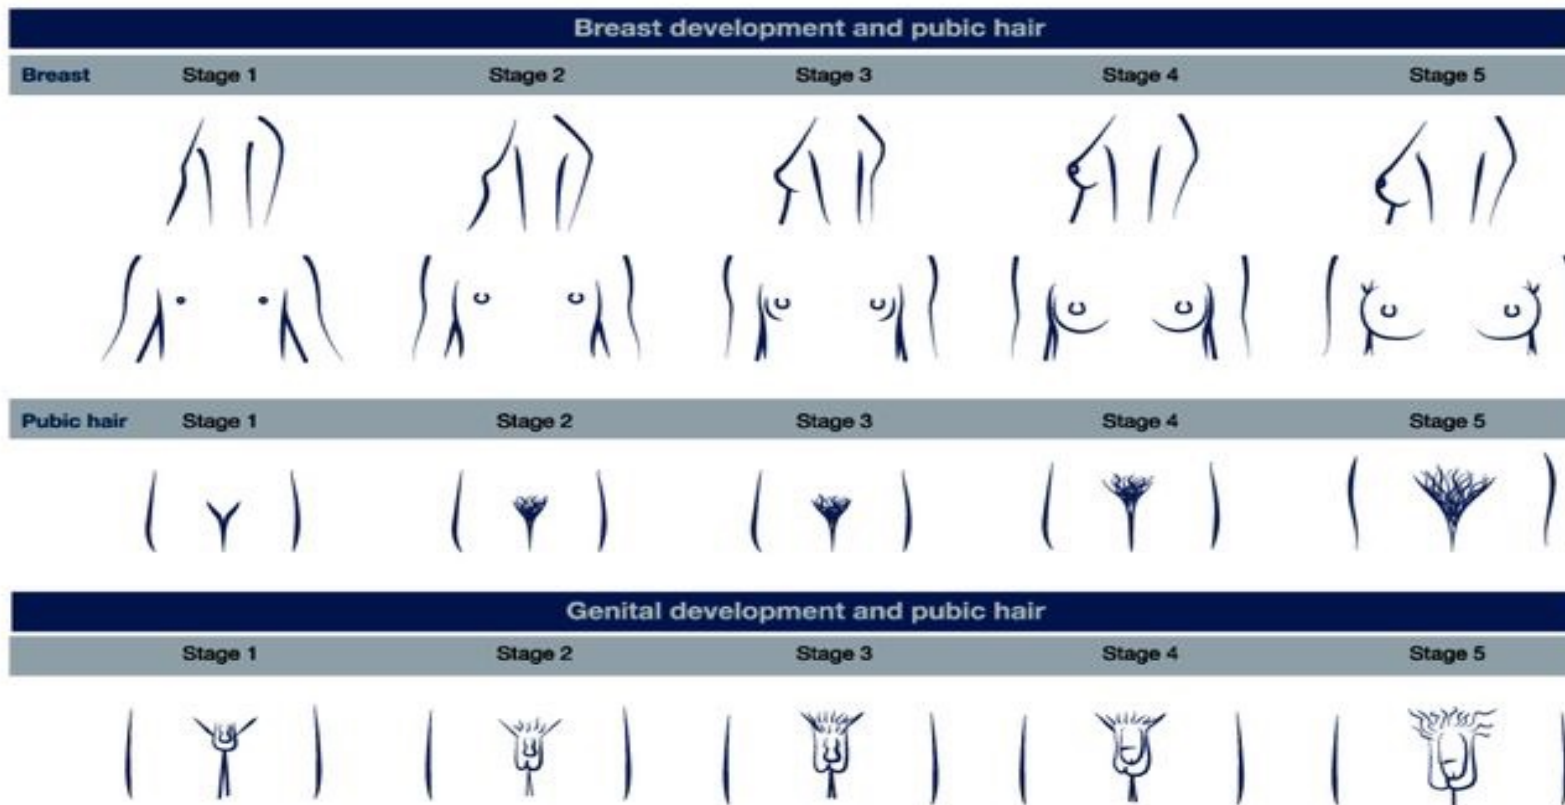 Breast development and pubic hair
Breast Stage 1 Stage 2 Stage 3 Stage 4 Stage 5
Pubic hair Stage 1 Stage 2 Stage 3 Stage 4 Stage 5
Genital development and pubic hair
Stage 1 Stage 2 Stage 3 Stage 4 Stage 5